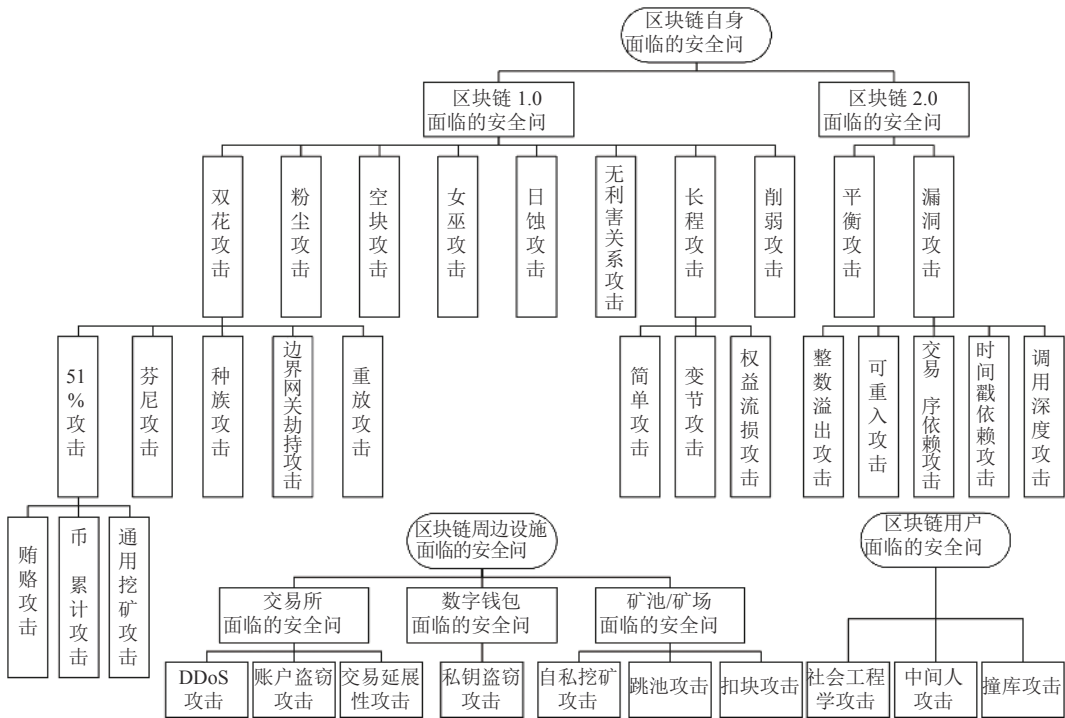 区块链自身
面临的安全问
区块链 1.0
面临的安全问
区块链 2.0
面临的安全问
双花攻击
粉尘攻击
空块攻击
女巫攻击
日蚀攻击
无利害关系攻击
长程攻击
削弱攻击
平衡攻击
漏洞攻击
51%攻击
芬尼攻击
种族攻击
边界网关劫持攻击
重放攻击
简单攻击
变节攻击
权益流损攻击
整数溢出攻击
可重入攻击
交易 序依赖攻击
时间戳依赖攻击
调用深度攻击
贿赂攻击
币 累计攻击
通用挖矿攻击
区块链周边设施
面临的安全问
交易所
面临的安全问
数字钱包
面临的安全问
矿池/矿场
面临的安全问
DDoS
攻击
账户盗窃
攻击
交易延展
性攻击
私钥盗窃
攻击
自私挖矿
攻击
跳池攻击
扣块攻击
区块链用户
面临的安全问
社会工程
学攻击
中间人
攻击
撞库攻击